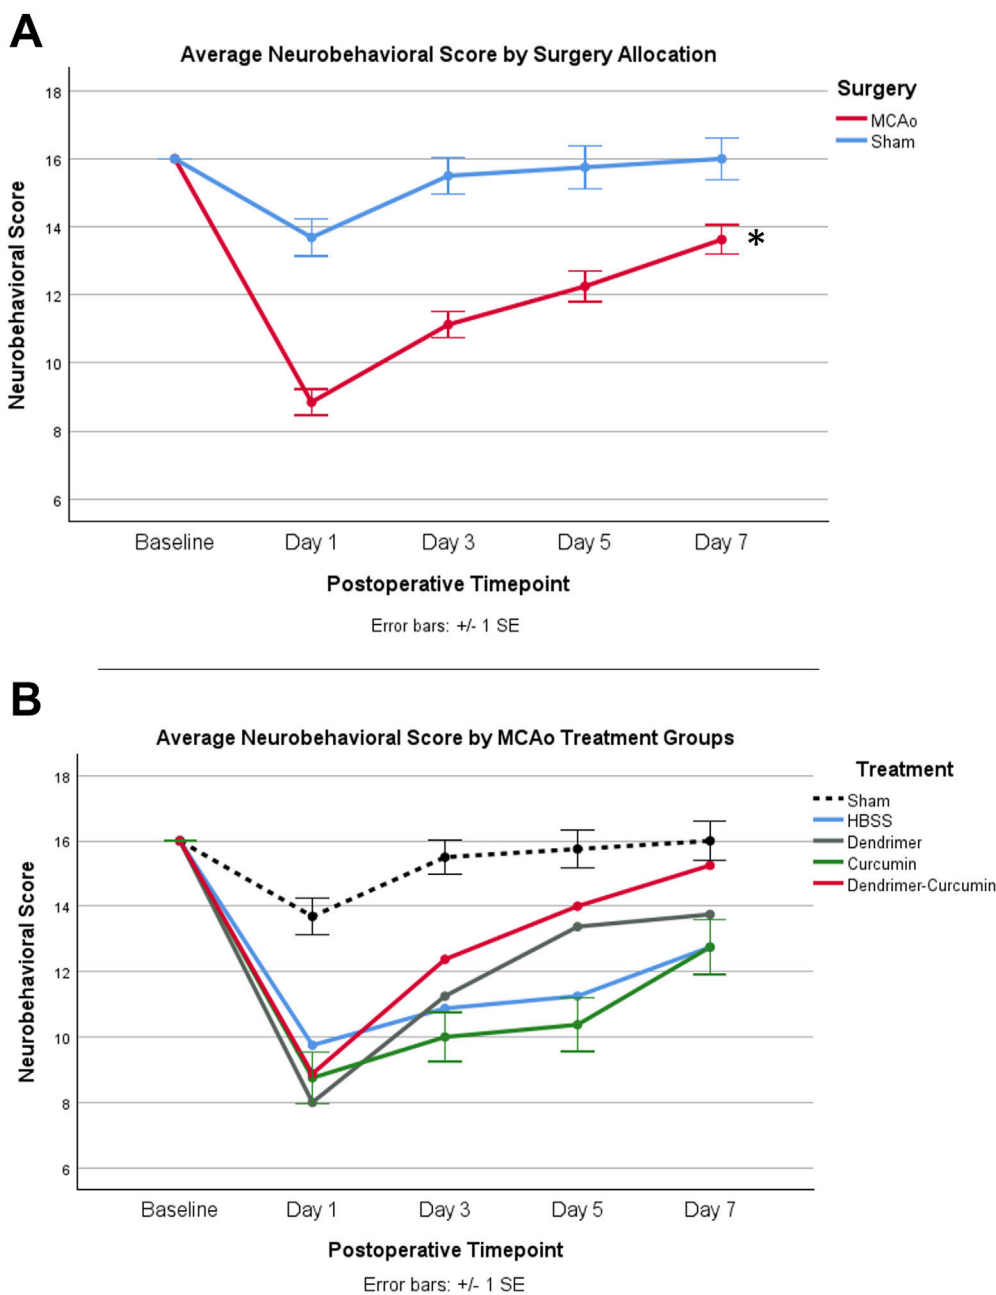 A
Average Neurobehavioral Score by Surgery Allocation
Surgery
MCAo
Sham
Neurobehavioral Score
18
16
14
12
10
8
6
*
Baseline Day 1 Day 3 Day 5 Day 7
Postoperative Timepoint
Error bars: +/- 1 SE
B
Average Neurobehavioral Score by MCAo Treatment Groups
Treatment
Sham
HBSS
Dendrimer
Curcumin
Dendrimer-Curcumin
Neurobehavioral Score
18
16
14
12
10
8
6
Baseline Day 1 Day 3 Day 5 Day 7
Postoperative Timepoint
Error bars: +/- 1 SE